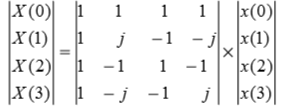 |X(0)| |1 1 1 1| |x(0)|
|X(1)|=|1 j −1 −j|×|x(1)|
|X(2)| |1 −1 1 −1| |x(2)|
|X(3)| |1 −j −1 j| |x(3)|